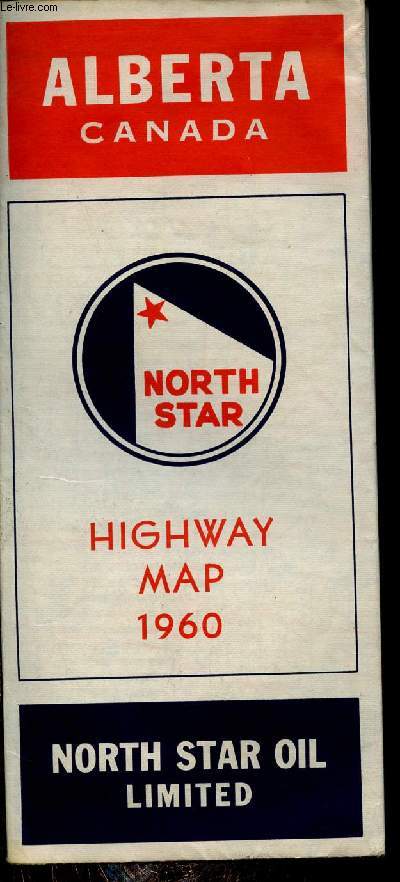 Le-livre.com
ALBERTA
CANADA
NORTH
STAR
HIGHWAY
MAP
1960
NORTH STAR OIL
LIMITED